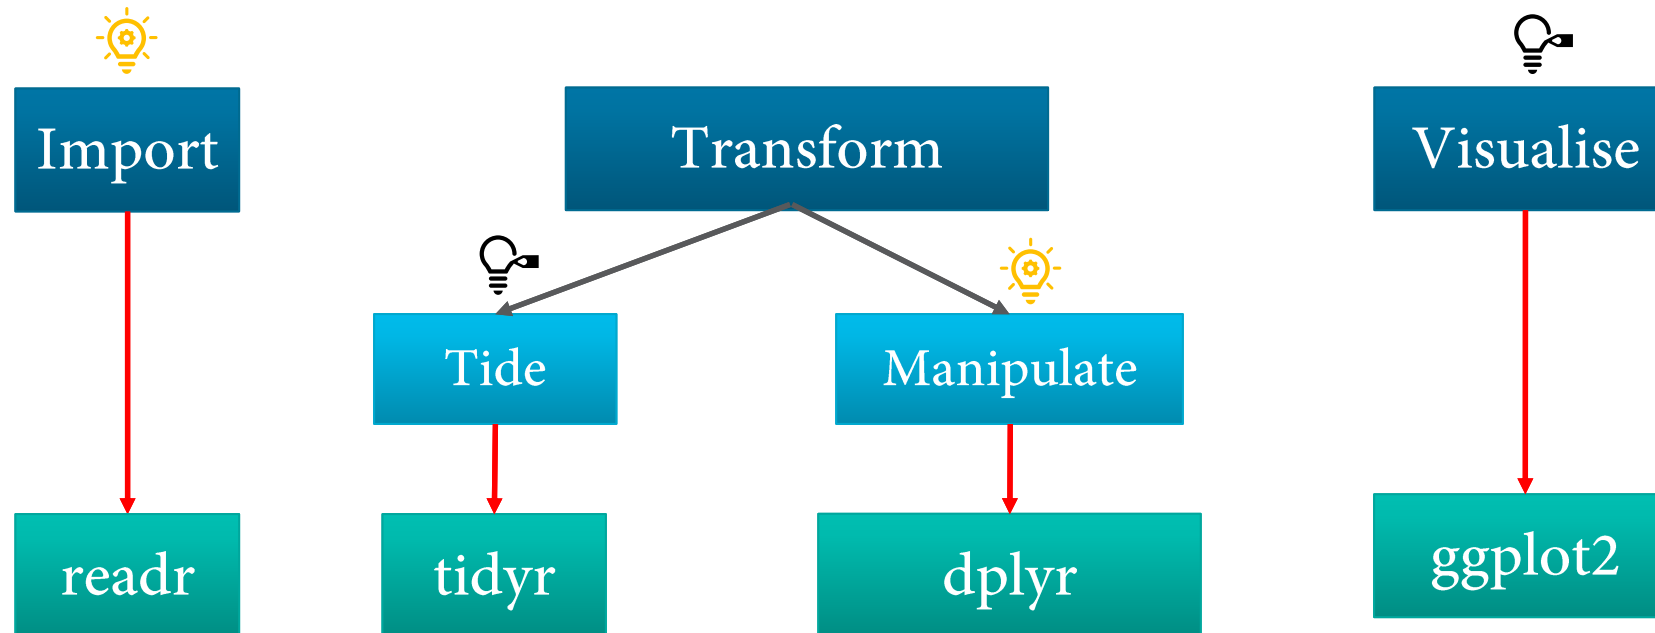 Import
Transform
Visualise
Tide
Manipulate
readr
tidyr
dplyr
ggplot2